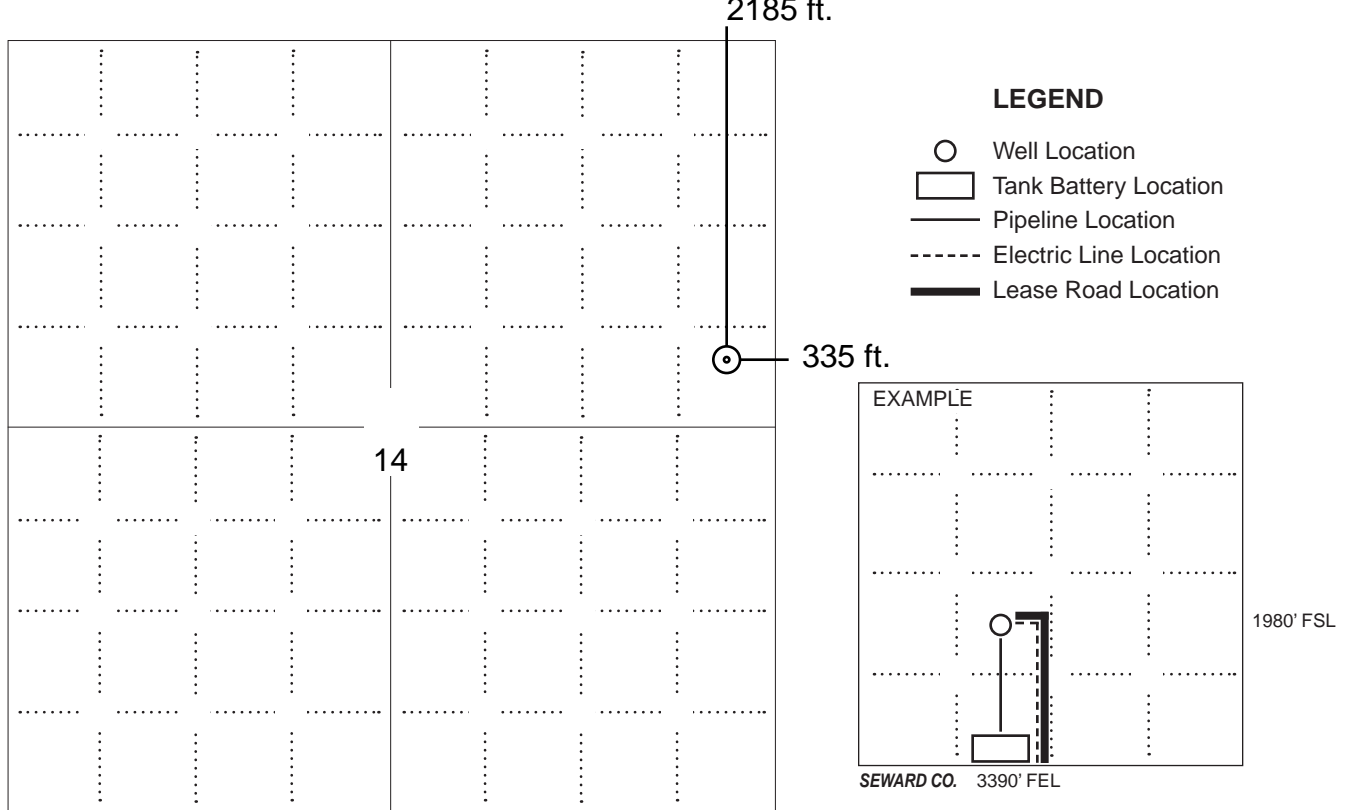 2185 ft.
LEGEND
Well Location
Tank Battery Location
Pipeline Location
Electric Line Location
Lease Road Location
335 ft.
EXAMPLE
14
1980' FSL
SEWARD CO. 3390' FEL